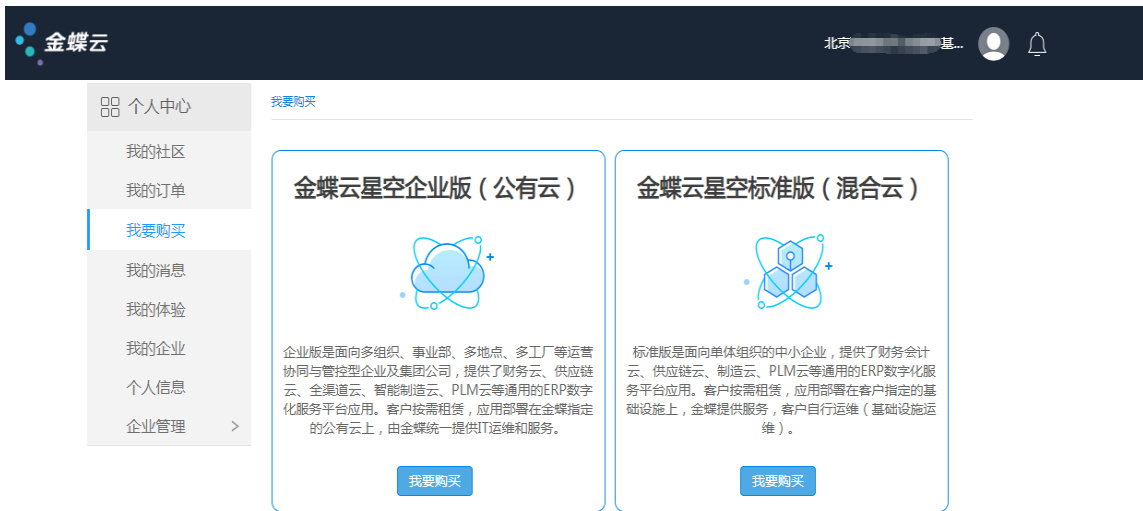 金蝶云
北京 基...
个人中心
我的社区
我的订单
我要购买
我的消息
我的体验
我的企业
个人信息
企业管理
我要购买
金蝶云星空企业版（公有云）
企业版是面向多组织、事业部、多地点、多工厂等运营
协同与管控型企业及集团公司，提供了财务云、供应链
云、全渠道云、智能制造云、PLM云等通用的ERP数字
化服务平台应用。客户按需租赁，应用部署在金蝶指定
的公有云上，由金蝶统一提供IT运维和服务。
我要购买
金蝶云星空标准版（混合云）
标准版是面向单体组织的中小企业，提供了财务会计
云、供应链云、制造云、PLM云等通用的ERP数字化服
务平台应用。客户按需租赁，应用部署在客户指定的基
础设施上，金蝶提供服务，客户自行运维（基础设施运
维）。
我要购买